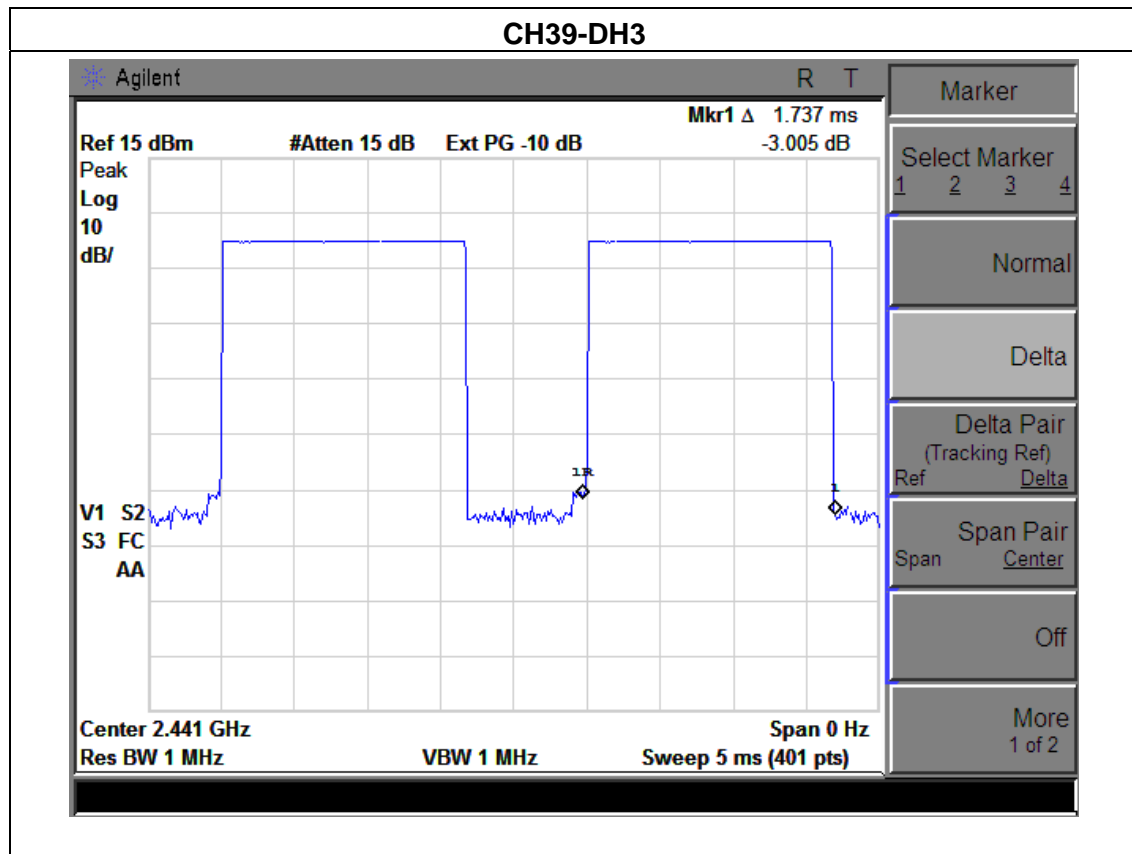 CH39-DH3
Agilent R T
Mkr1 Δ 1.737 ms
Ref 15 dBm #Atten 15 dB Ext PG -10 dB -3.005 dB
Peak
Log
10
dB/
1R
1
V1 S2
S3 FC
AA
Center 2.441 GHz Span 0 Hz
Res BW 1 MHz VBW 1 MHz Sweep 5 ms (401 pts)
Marker
Select Marker
1 2 3 4
Normal
Delta
Delta Pair
(Tracking Ref)
Ref Delta
Span Pair
Span Center
Off
More
1 of 2